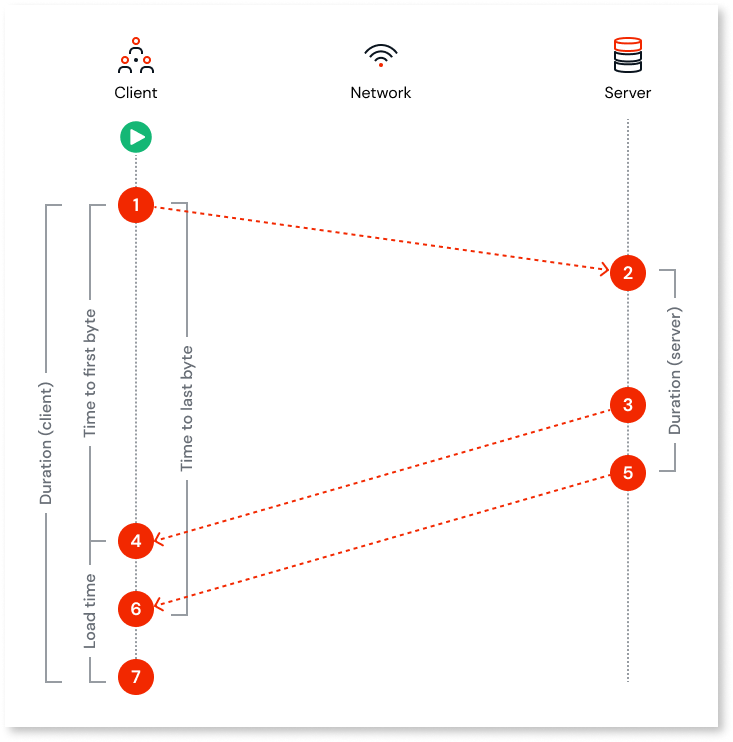 Client
Network
Server
1
2
3
5
4
6
7
Duration (client)
Time to first byte
Time to last byte
Duration (server)
Load time